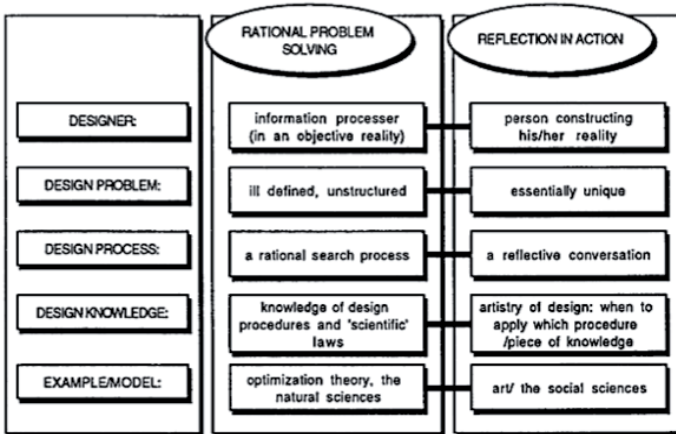 RATIONAL PROBLEM
SOLVING
REFLECTION IN ACTION
DESIGNER:
information processer
(in an objective reality)
person constructing
his/her reality
DESIGN PROBLEM:
ill defined, unstructured
essentially unique
DESIGN PROCESS:
a rational search process
a reflective conversation
DESIGN KNOWLEDGE:
knowledge of design
procedures and 'scientific'
laws
artistry of design: when to
apply which procedure
/piece of knowledge
EXAMPLE/MODEL:
optimization theory, the
natural sciences
art/ the social sciences